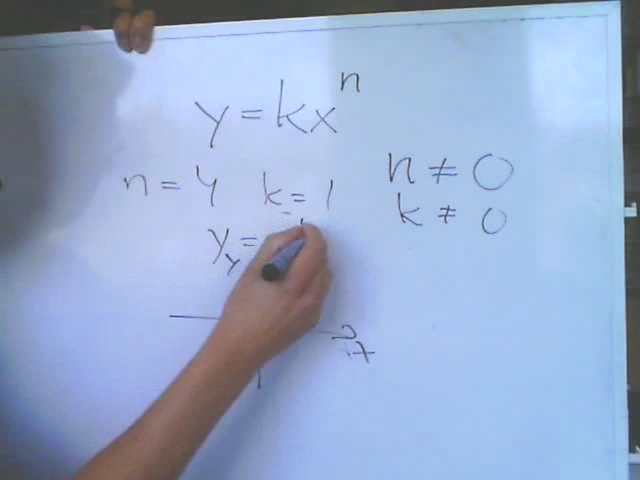 y = kx^n
n = 4 k = 1
n ≠ 0
k ≠ 0
y =
y
x